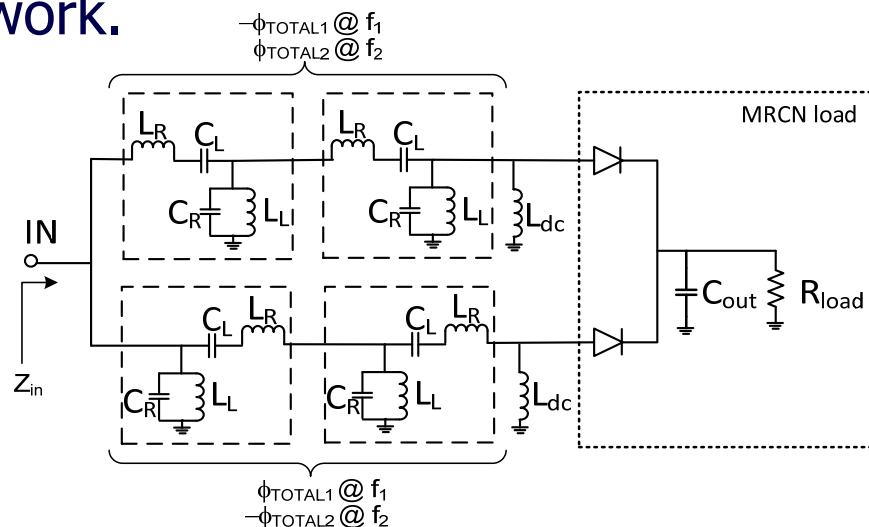 work.
−ϕTOTAL1 @ f1
ϕTOTAL2 @ f2
MRCN load
LR
CL
LR
CL
CR
LL
CR
LL
Ldc
IN
Cout
Rload
CL
LR
CL
LR
Zin
CR
LL
CR
LL
Ldc
ϕTOTAL1 @ f1
−ϕTOTAL2 @ f2